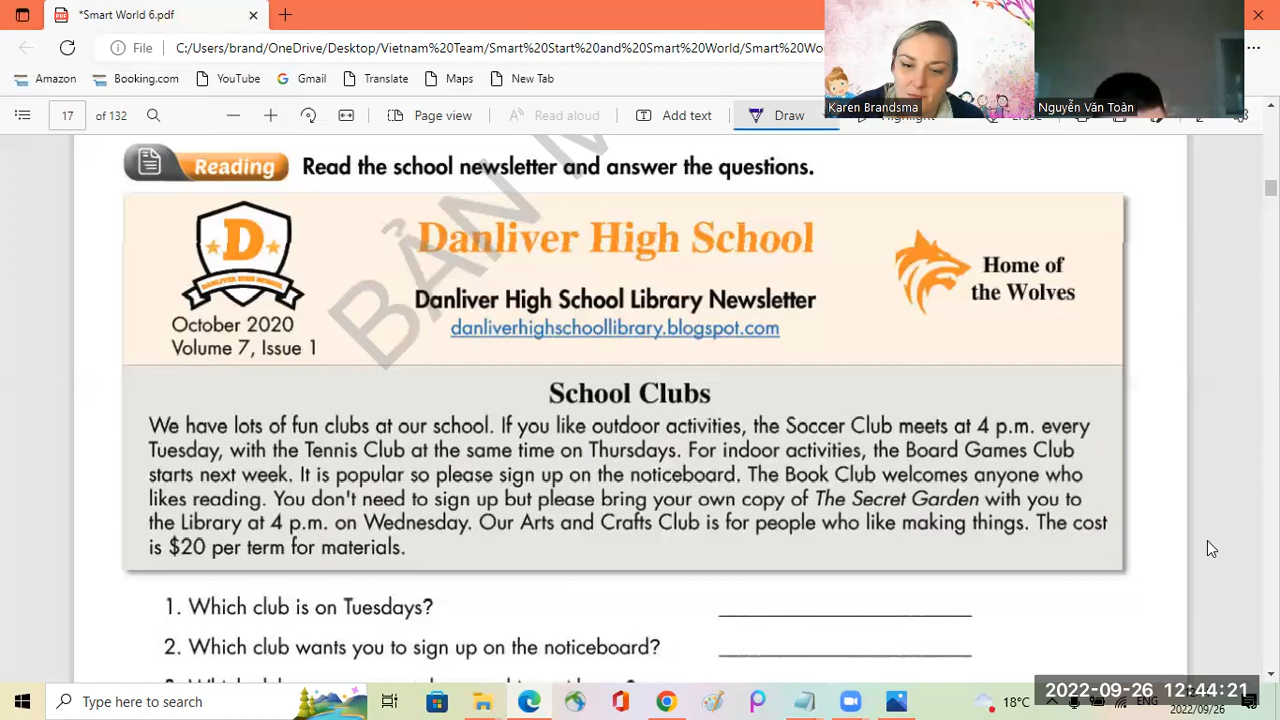 *Smart World 6.pdf
File
C:/Users/brand/OneDrive/Desktop/Vietnam%20Team/Smart%20Start%20and%20Smart%20World/Smart%20Wo
Amazon
Booking.com
YouTube
Gmail
Translate
Maps
New Tab
17 of 132
Page view
Read aloud
Add text
Draw
Karen Brandsma
Nguyễn Văn Toàn
Reading
Read the school newsletter and answer the questions.
BẢN M
D
DANLIVER HIGH SCHOOL
October 2020
Volume 7, Issue 1
Danliver High School
Danliver High School Library Newsletter
danliverhighschoollibrary.blogspot.com
Home of
the Wolves
School Clubs
We have lots of fun clubs at our school. If you like outdoor activities, the Soccer Club meets at 4 p.m. every
Tuesday, with the Tennis Club at the same time on Thursdays. For indoor activities, the Board Games Club
starts next week. It is popular so please sign up on the noticeboard. The Book Club welcomes anyone who
likes reading. You don't need to sign up but please bring your own copy of The Secret Garden with you to
the Library at 4 p.m. on Wednesday. Our Arts and Crafts Club is for people who like making things. The cost
is $20 per term for materials.
1. Which club is on Tuesdays?
2. Which club wants you to sign up on the noticeboard?
Type here to search
18°C
ENG
2022-09-26 12:44:21
2022/09/26